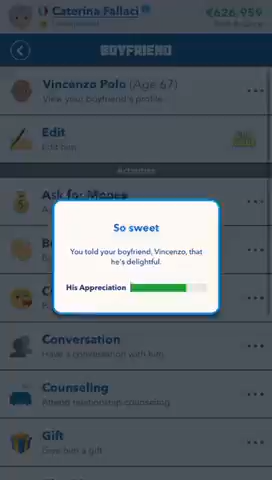 Caterina Fallaci
€626,959
BOYFRIEND
Vincenzo Polo (Age 67)
View your boyfriend's profile
Edit
Edit him
Activities
Ask for Money
So sweet
You told your boyfriend, Vincenzo, that
he's delightful.
His Appreciation
Conversation
Have a conversation with him
Counseling
Attend relationship counseling
Gift
Give him a gift